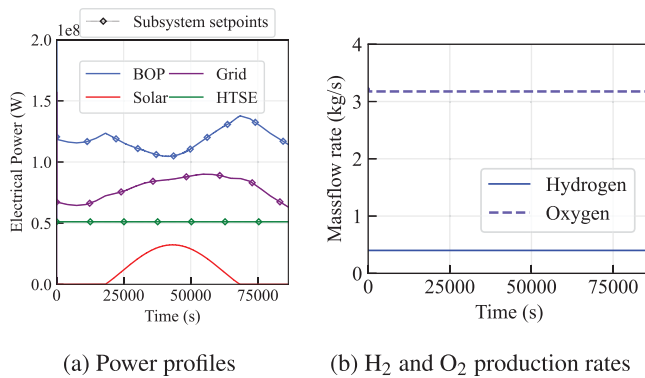 1e8
Subsystem setpoints
2.0
1.5
1.0
0.5
0.0
BOP
Grid
Solar
HTSE
Electrical Power (W)
0
25000
50000
75000
Time (s)
(a) Power profiles
4
3
2
1
0
Massflow rate (kg/s)
Hydrogen
Oxygen
0
25000
50000
75000
Time (s)
(b) H₂ and O₂ production rates